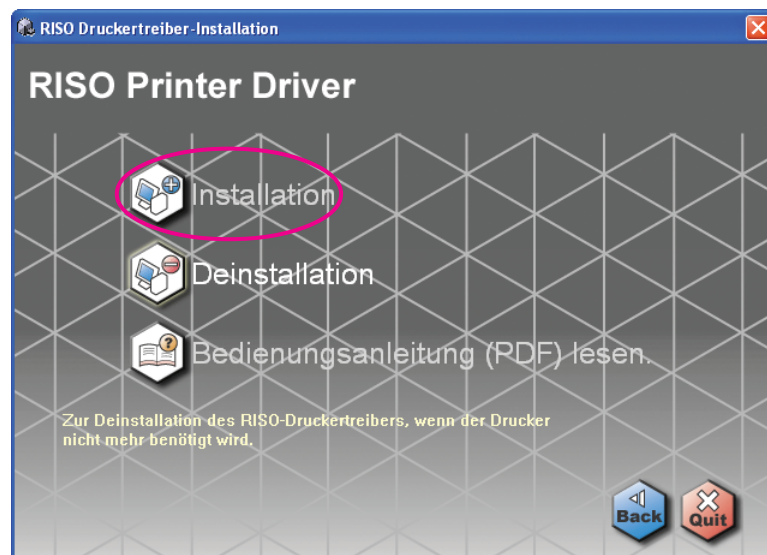 RISO Druckertreiber-Installation
RISO Printer Driver
Installation
Deinstallation
Bedienungsanleitung (PDF) lesen.
Zur Deinstallation des RISO-Druckertreibers, wenn der Drucker
nicht mehr benötigt wird.
Back
Quit